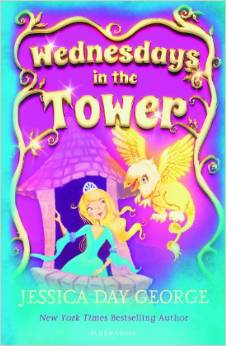 Wednesdays
in the
Tower
JESSICA DAY GEORGE
New York Times Bestselling Author
BLOOMSBURY